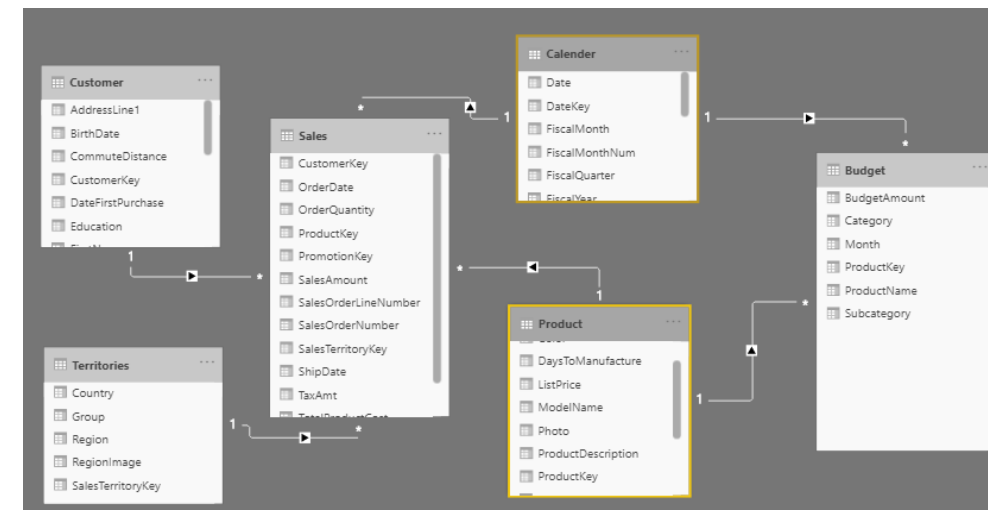 Customer
AddressLine1
BirthDate
CommuteDistance
CustomerKey
DateFirstPurchase
Education
1
*
Territories
Country
Group
Region
RegionImage
SalesTerritoryKey
1
*
Sales
CustomerKey
OrderDate
OrderQuantity
ProductKey
PromotionKey
SalesAmount
SalesOrderLineNumber
SalesOrderNumber
SalesTerritoryKey
ShipDate
TaxAmt
TotalProductCost
*
1
Calender
Date
DateKey
FiscalMonth
FiscalMonthNum
FiscalQuarter
FiscalYear
1
*
*
1
Product
DaysToManufacture
ListPrice
ModelName
Photo
ProductDescription
ProductKey
1
*
Budget
BudgetAmount
Category
Month
ProductKey
ProductName
Subcategory